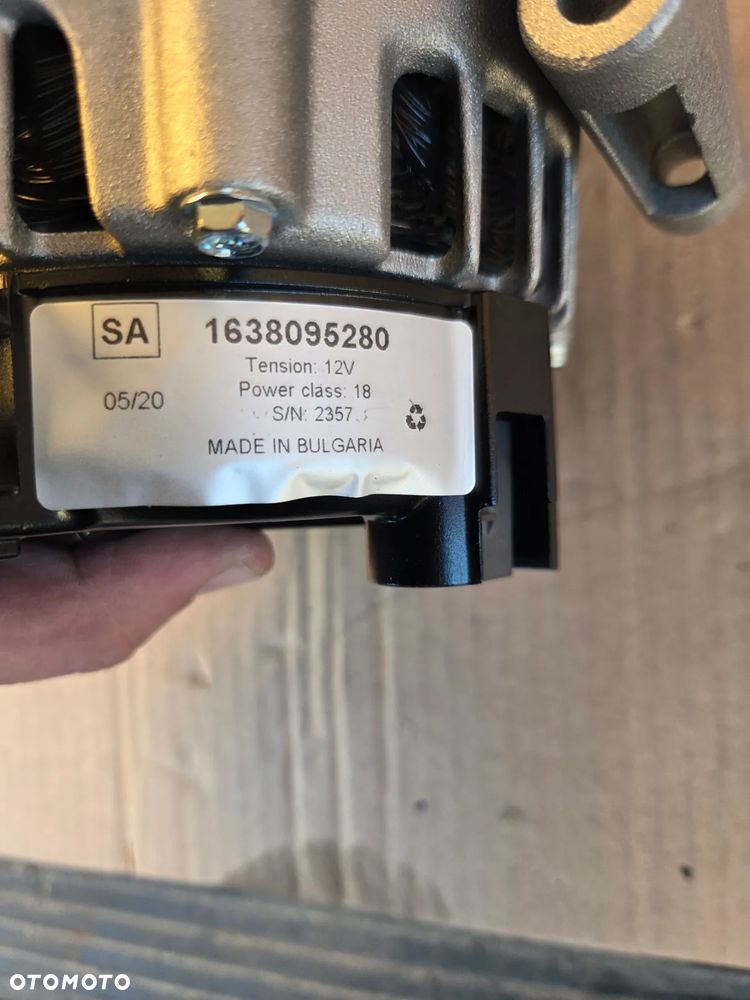 SA
1638095280
Tension: 12V
Power class: 18
05/20
S/N: 2357
MADE IN BULGARIA
OTOMOTO